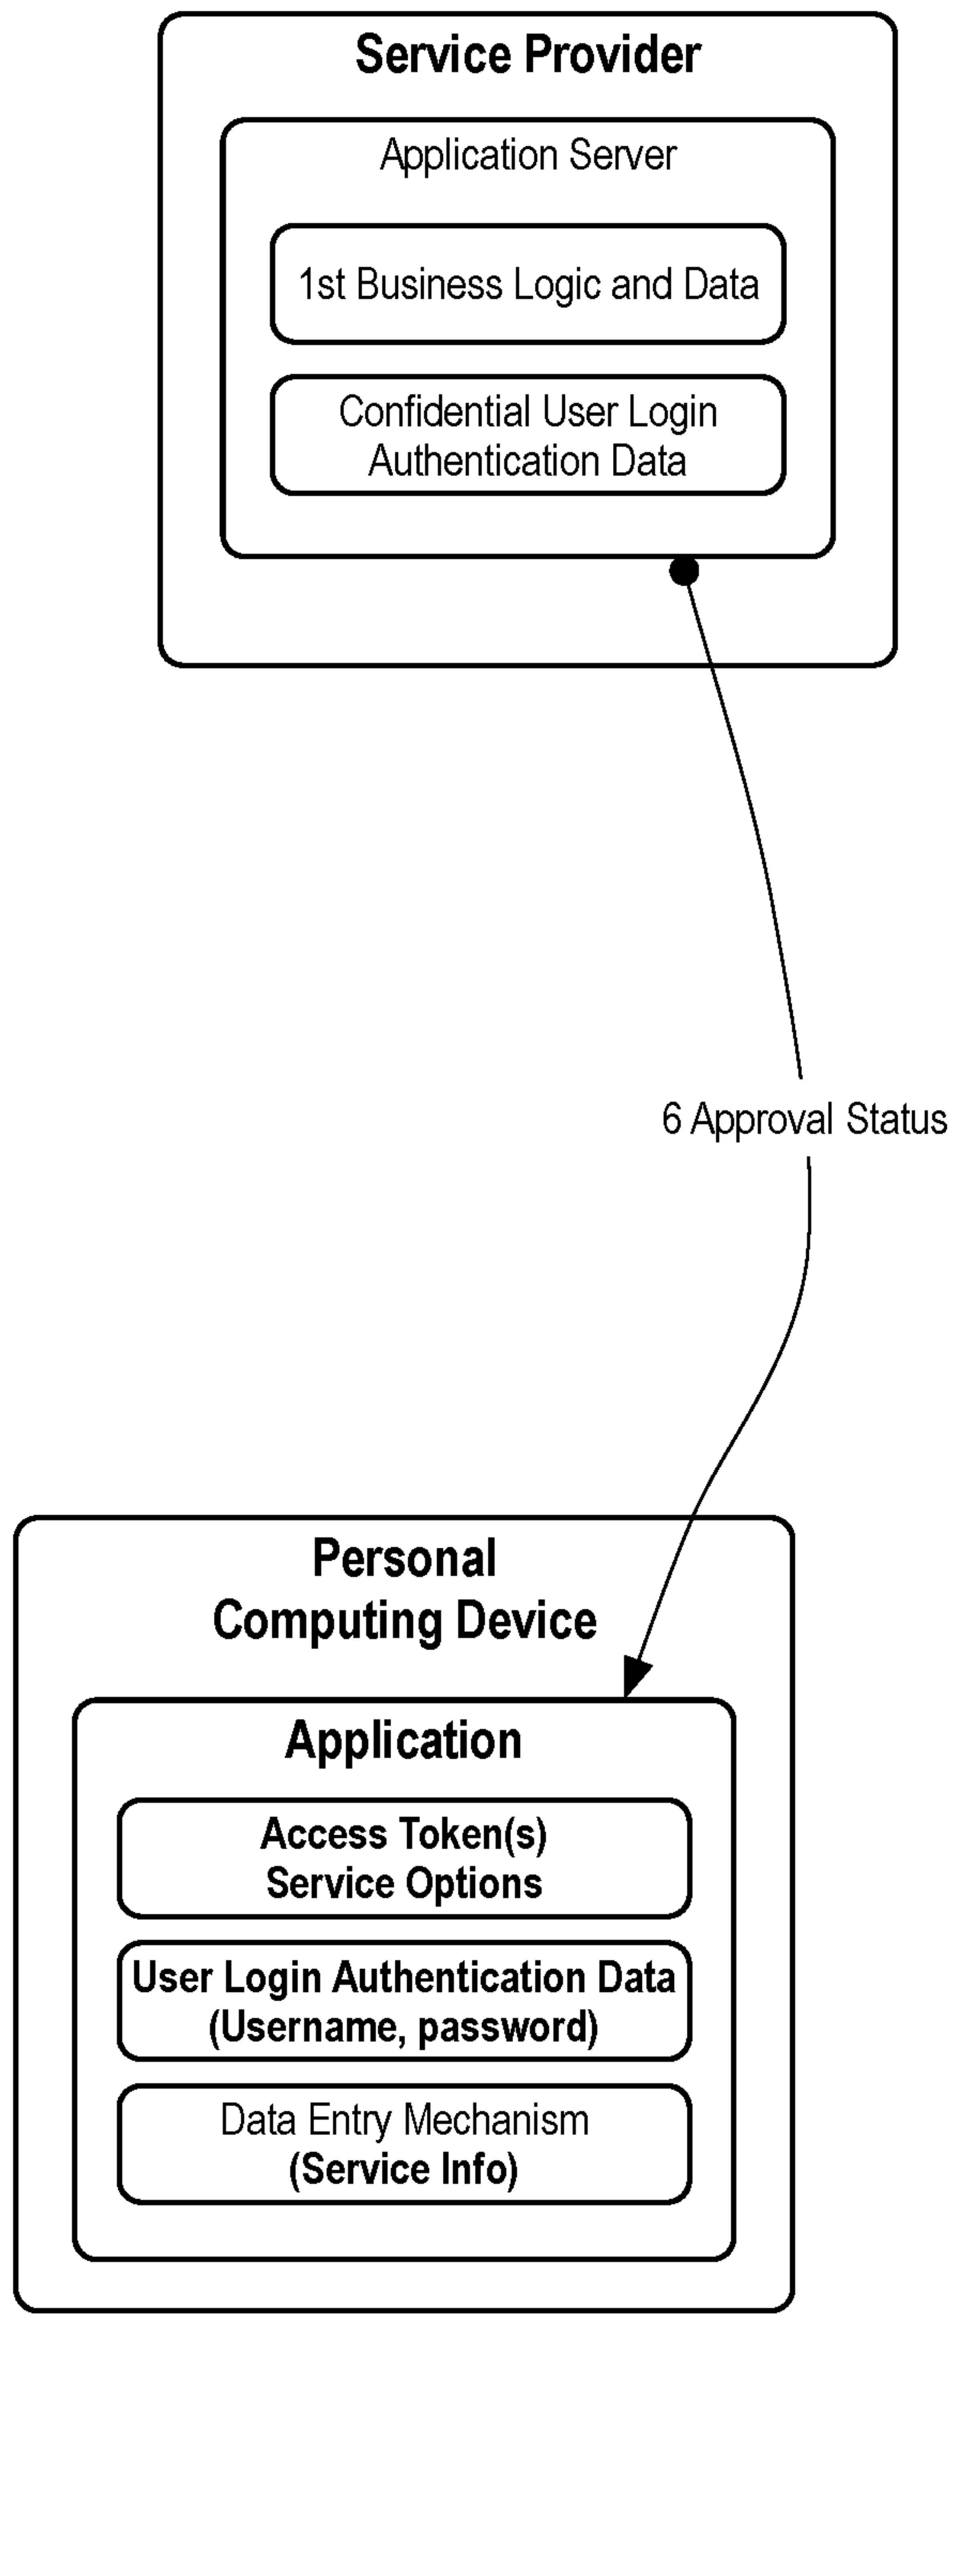 Service Provider
Application Server
1st Business Logic and Data
Confidential User Login
Authentication Data
6 Approval Status
Personal
Computing Device
Application
Access Token(s)
Service Options
User Login Authentication Data
(Username, password)
Data Entry Mechanism
(Service Info)